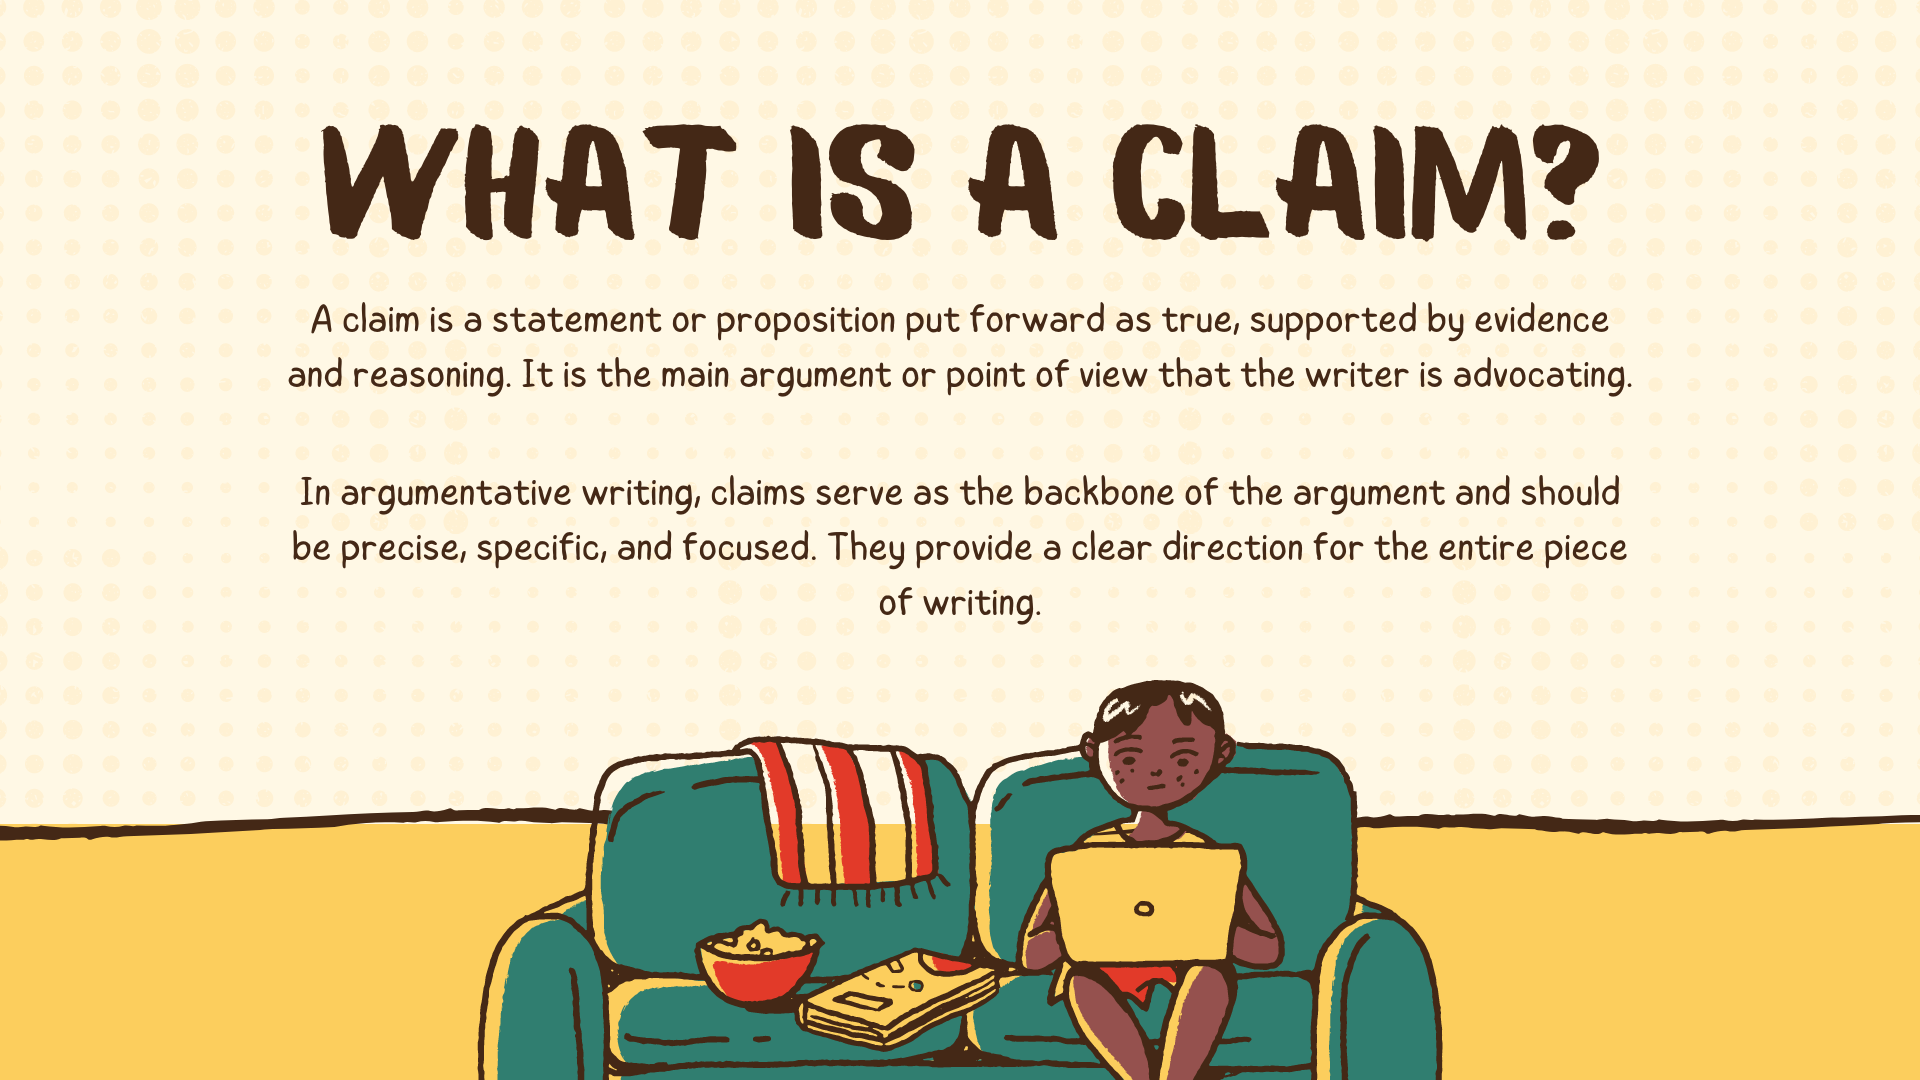 WHAT IS A CLAIM?
A claim is a statement or proposition put forward as true, supported by evidence
and reasoning. It is the main argument or point of view that the writer is advocating.
In argumentative writing, claims serve as the backbone of the argument and should
be precise, specific, and focused. They provide a clear direction for the entire piece
of writing.